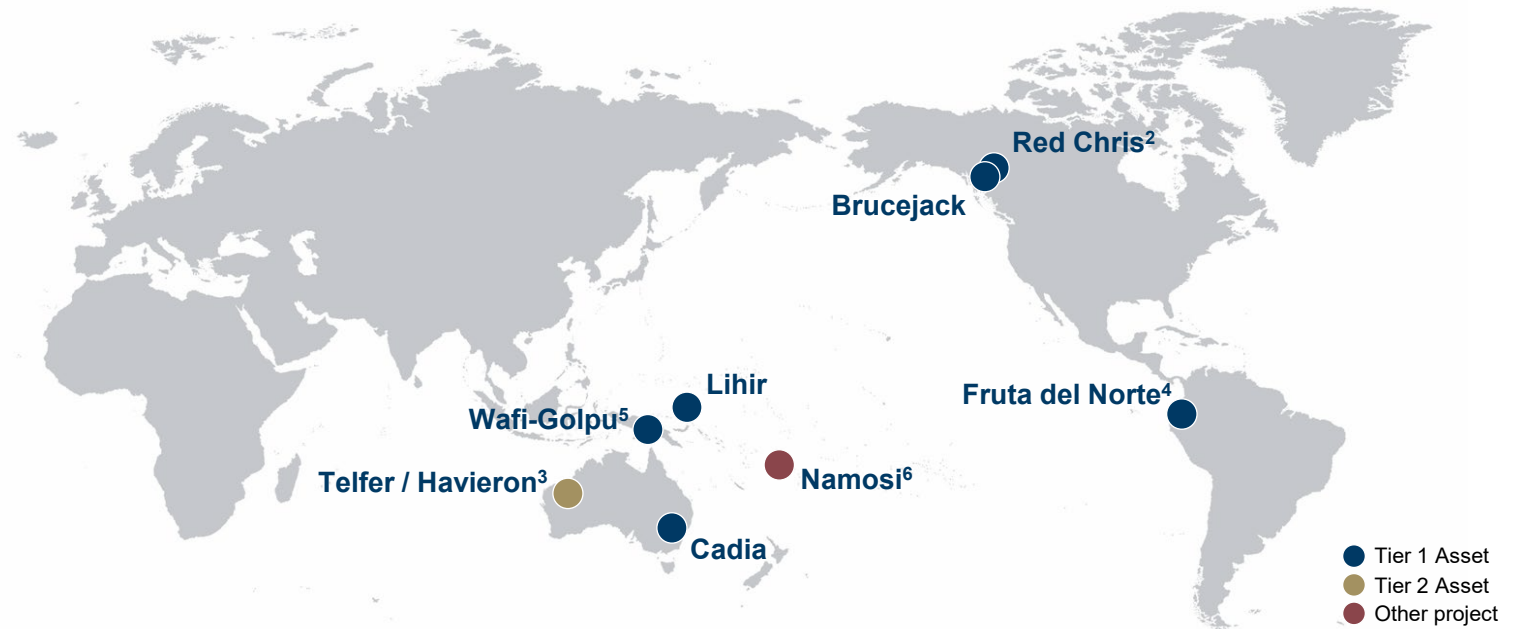 Red Chris²
Brucejack
Lihir
Fruta del Norte⁴
Wafi-Golpu⁵
Telfer / Havieron³
Namosi⁶
Cadia
Tier 1 Asset
Tier 2 Asset
Other project